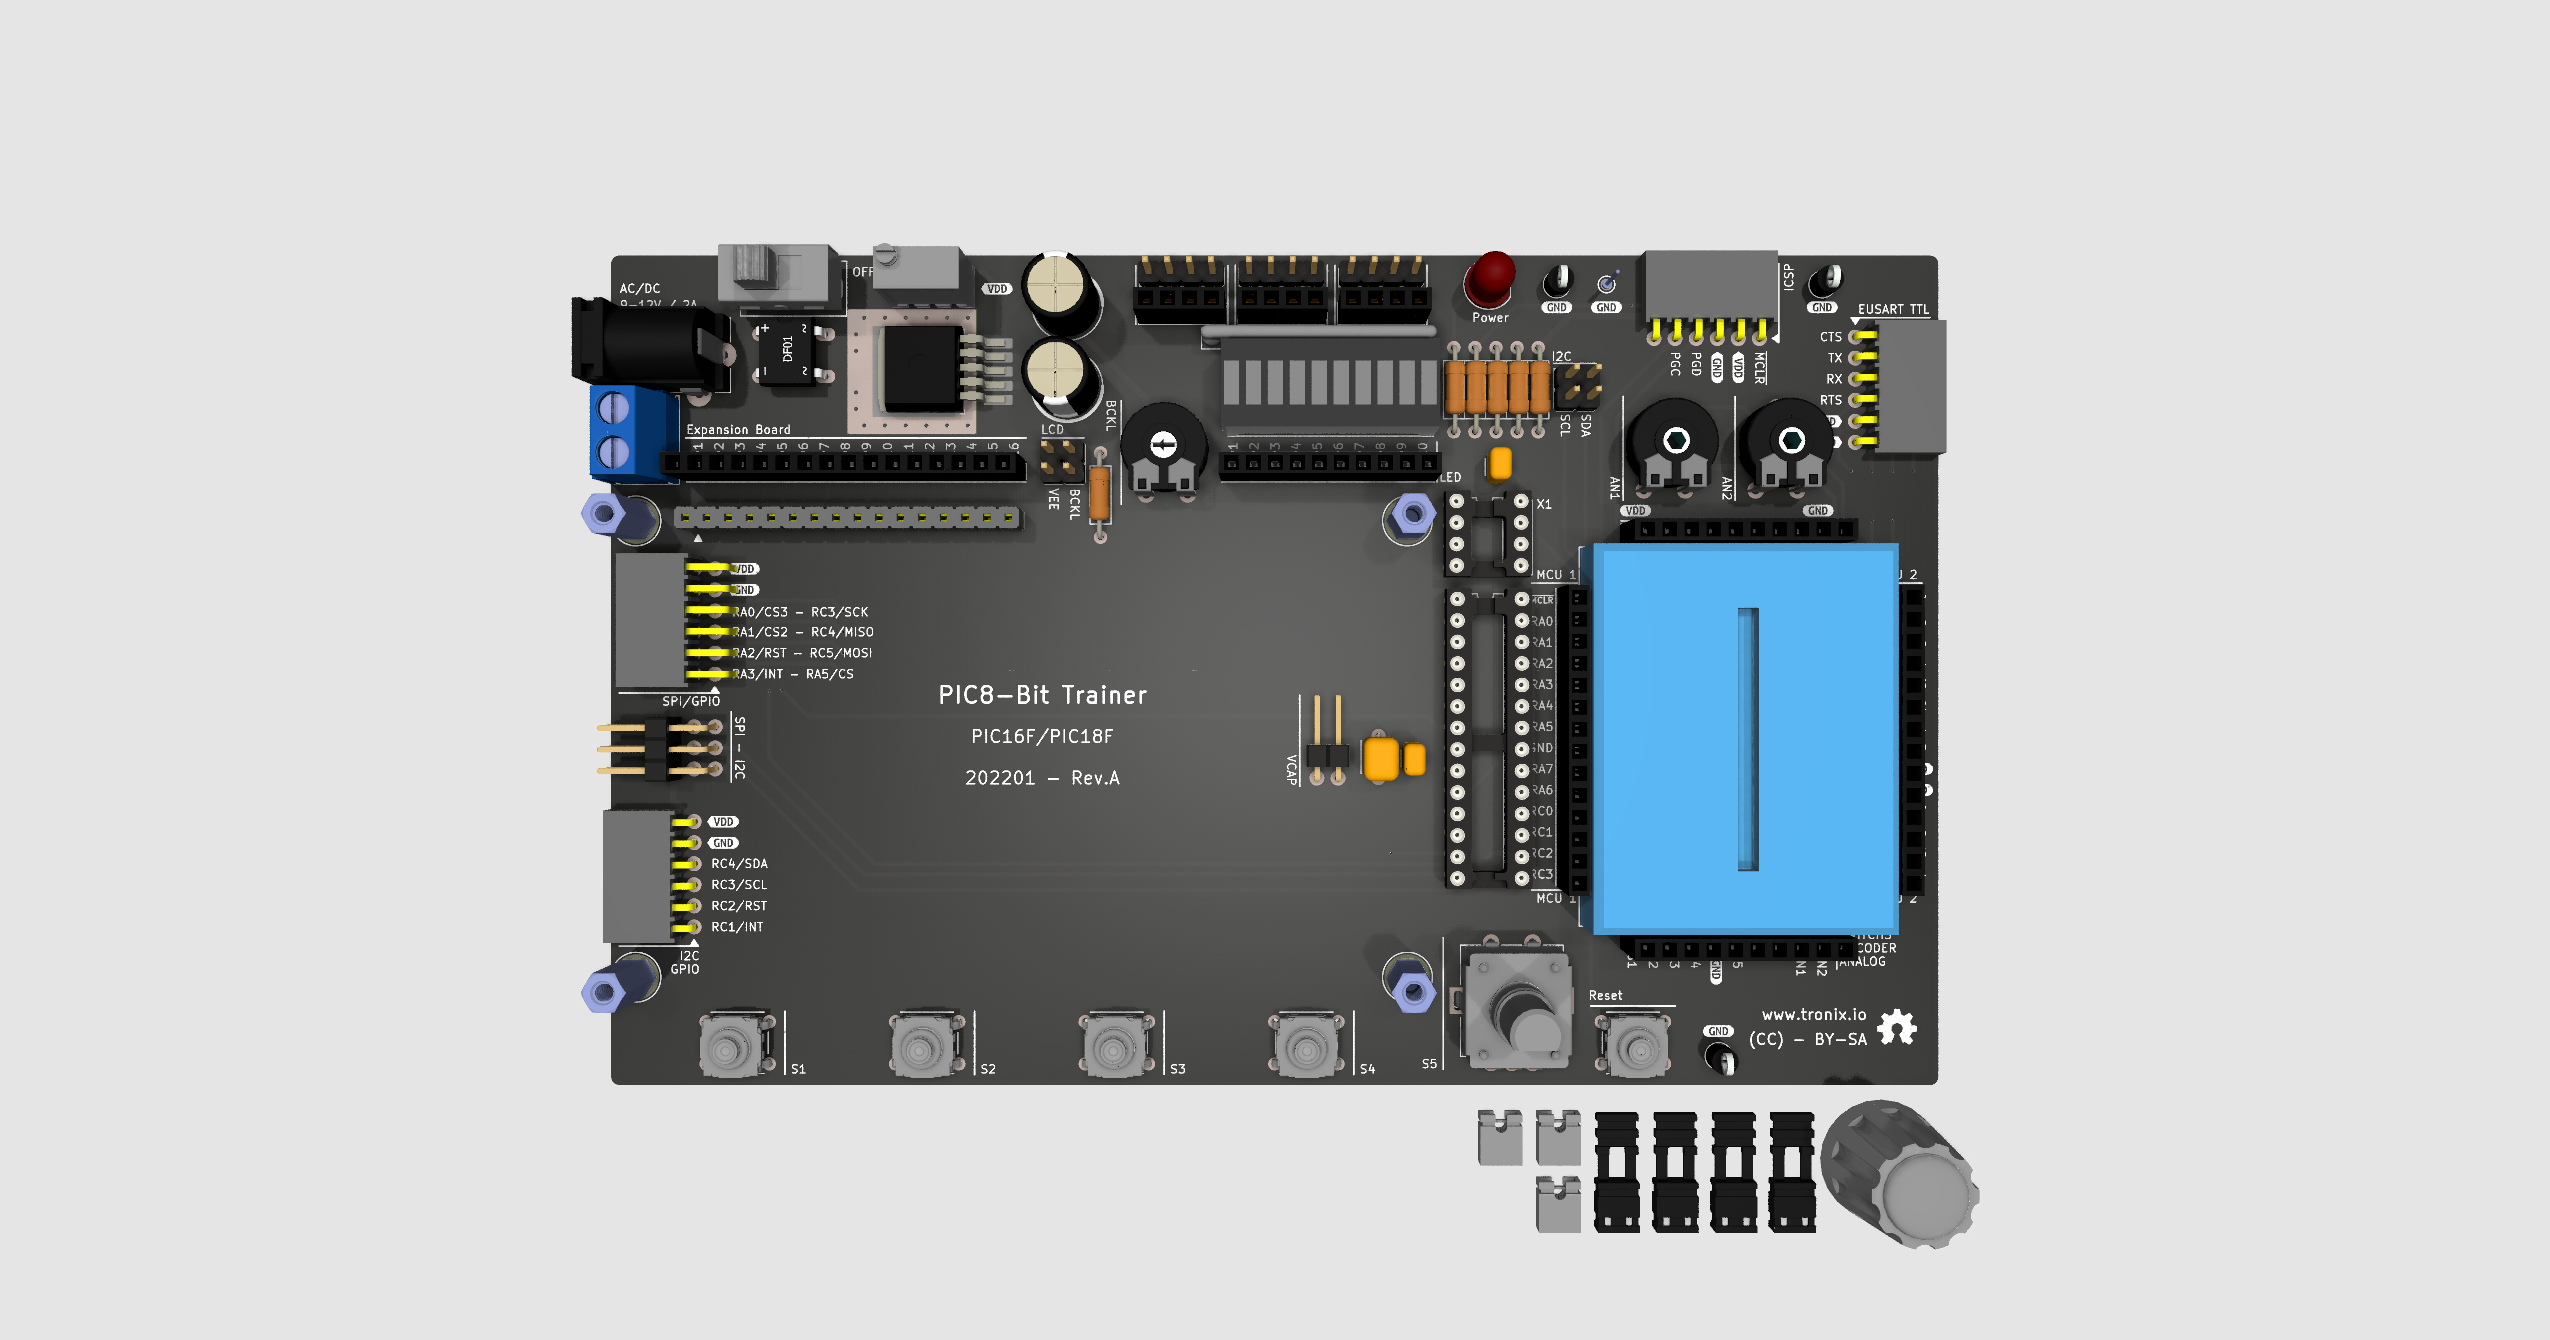 OFF
AC/DC
9-12V / 2A
VDD
DF01
Expansion Board
LCD
BCKL
VEE
BCKL
Power
GND
GND
GND
ICSP
PGC
PGD
GND
VDD
MCLR
EUSART TTL
CTS
TX
RX
RTS
I2C
SCL
SDA
AN1
AN2
VDD
GND
X1
MCU 1
MCLR
RA0
RA1
RA2
RA3
RA4
RA5
GND
RA7
RA6
RC0
RC1
RC2
RC3
MCU 1
VDD
GND
RA0/CS3 - RC3/SCK
RA1/CS2 - RC4/MISO
RA2/RST - RC5/MOSI
RA3/INT - RA5/CS
SPI/GPIO
SPI - I2C
PIC8-Bit Trainer
PIC16F/PIC18F
202201 - Rev.A
VCAP
VDD
GND
RC4/SDA
RC3/SCL
RC2/RST
RC1/INT
I2C
GPIO
GND
ANALOG
Reset
www.tronix.io
(CC) - BY-SA
GND
S1
S2
S3
S4
S5